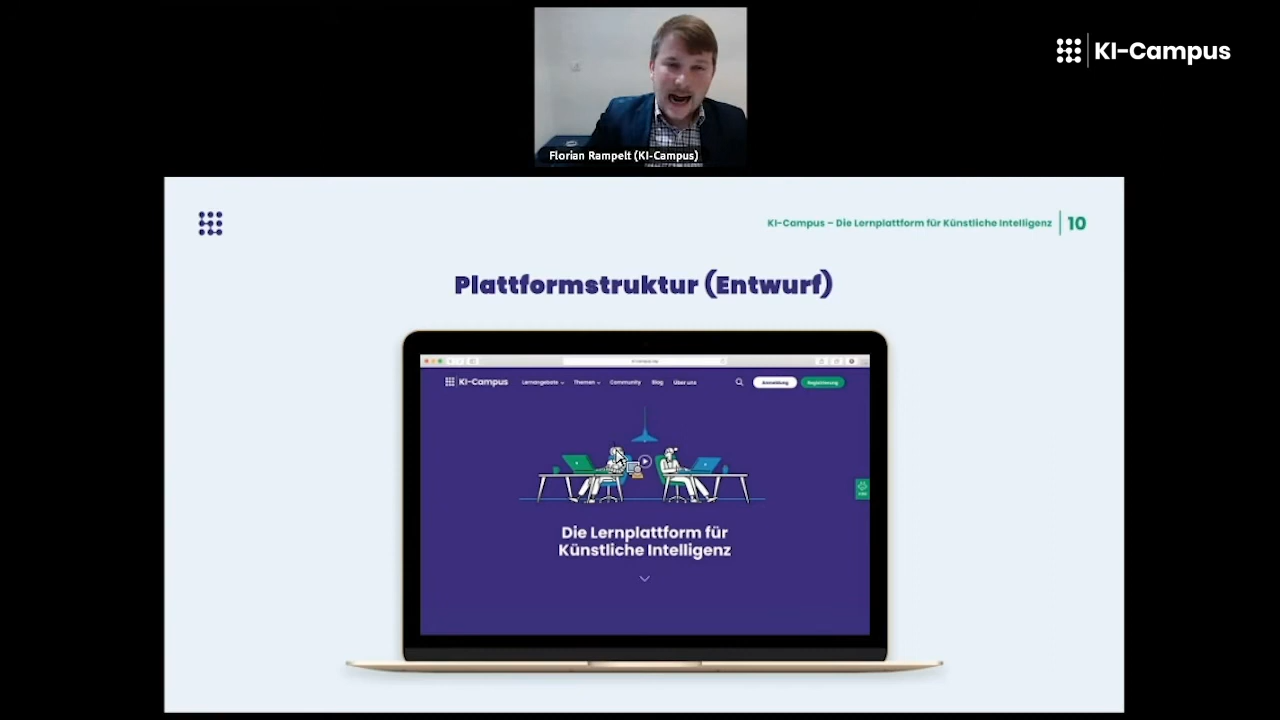 KI-Campus
Florian Rampelt (KI-Campus)
KI-Campus – Die Lernplattform für Künstliche Intelligenz 10
Plattformstruktur (Entwurf)
KI-Campus Lernangebote Themen Community Blog Über uns Anmeldung Registrierung
Die Lernplattform für
Künstliche Intelligenz